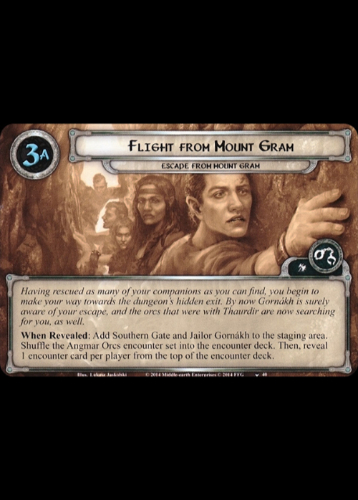 3A
Flight from Mount Gram
Escape from Mount Gram
Having rescued as many of your companions as you can find, you begin to
make your way towards the dungeon's hidden exit. By now Gornákh is surely
aware of your escape, and the orcs that were with Thaurdir are now searching
for you, as well.
When Revealed: Add Southern Gate and Jailor Gornákh to the staging area.
Shuffle the Angmar Orcs encounter set into the encounter deck. Then, reveal
1 encounter card per player from the top of the encounter deck.
Illus. Lukasz Jaskolski © 2014 Middle-earth Enterprises © 2014 FFG